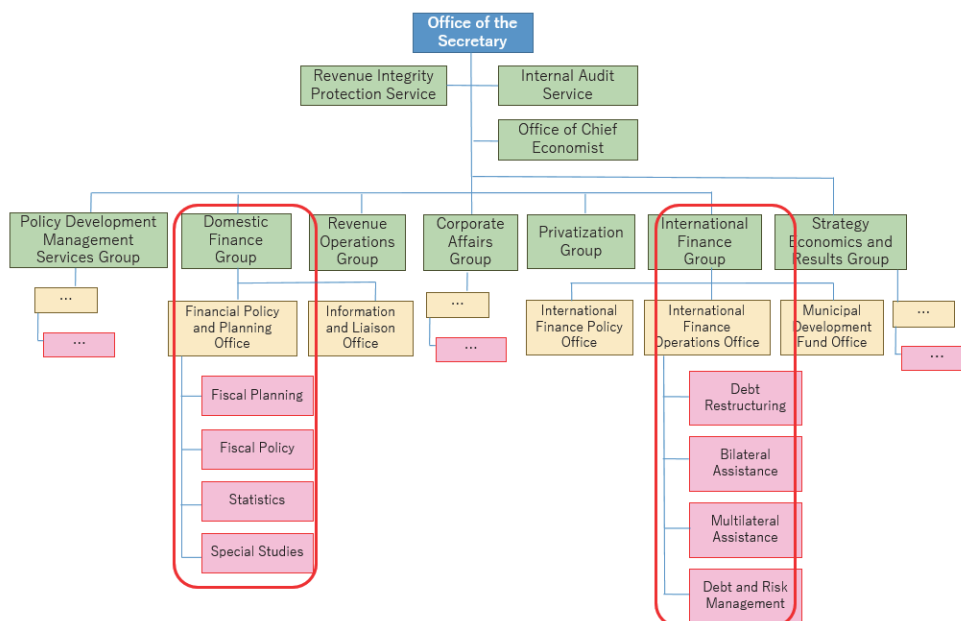 Office of the
Secretary
Revenue Integrity
Protection Service
Internal Audit
Service
Office of Chief
Economist
Policy Development
Management
Services Group
Domestic
Finance
Group
Revenue
Operations
Group
Corporate
Affairs
Group
Privatization
Group
International
Finance
Group
Strategy
Economics and
Results Group
...
...
Financial Policy
and Planning
Office
Information
and Liaison
Office
...
...
International
Finance Policy
Office
International
Finance
Operations Office
Municipal
Development
Fund Office
...
...
Fiscal Planning
Fiscal Policy
Statistics
Special Studies
Debt
Restructuring
Bilateral
Assistance
Multilateral
Assistance
Debt and Risk
Management